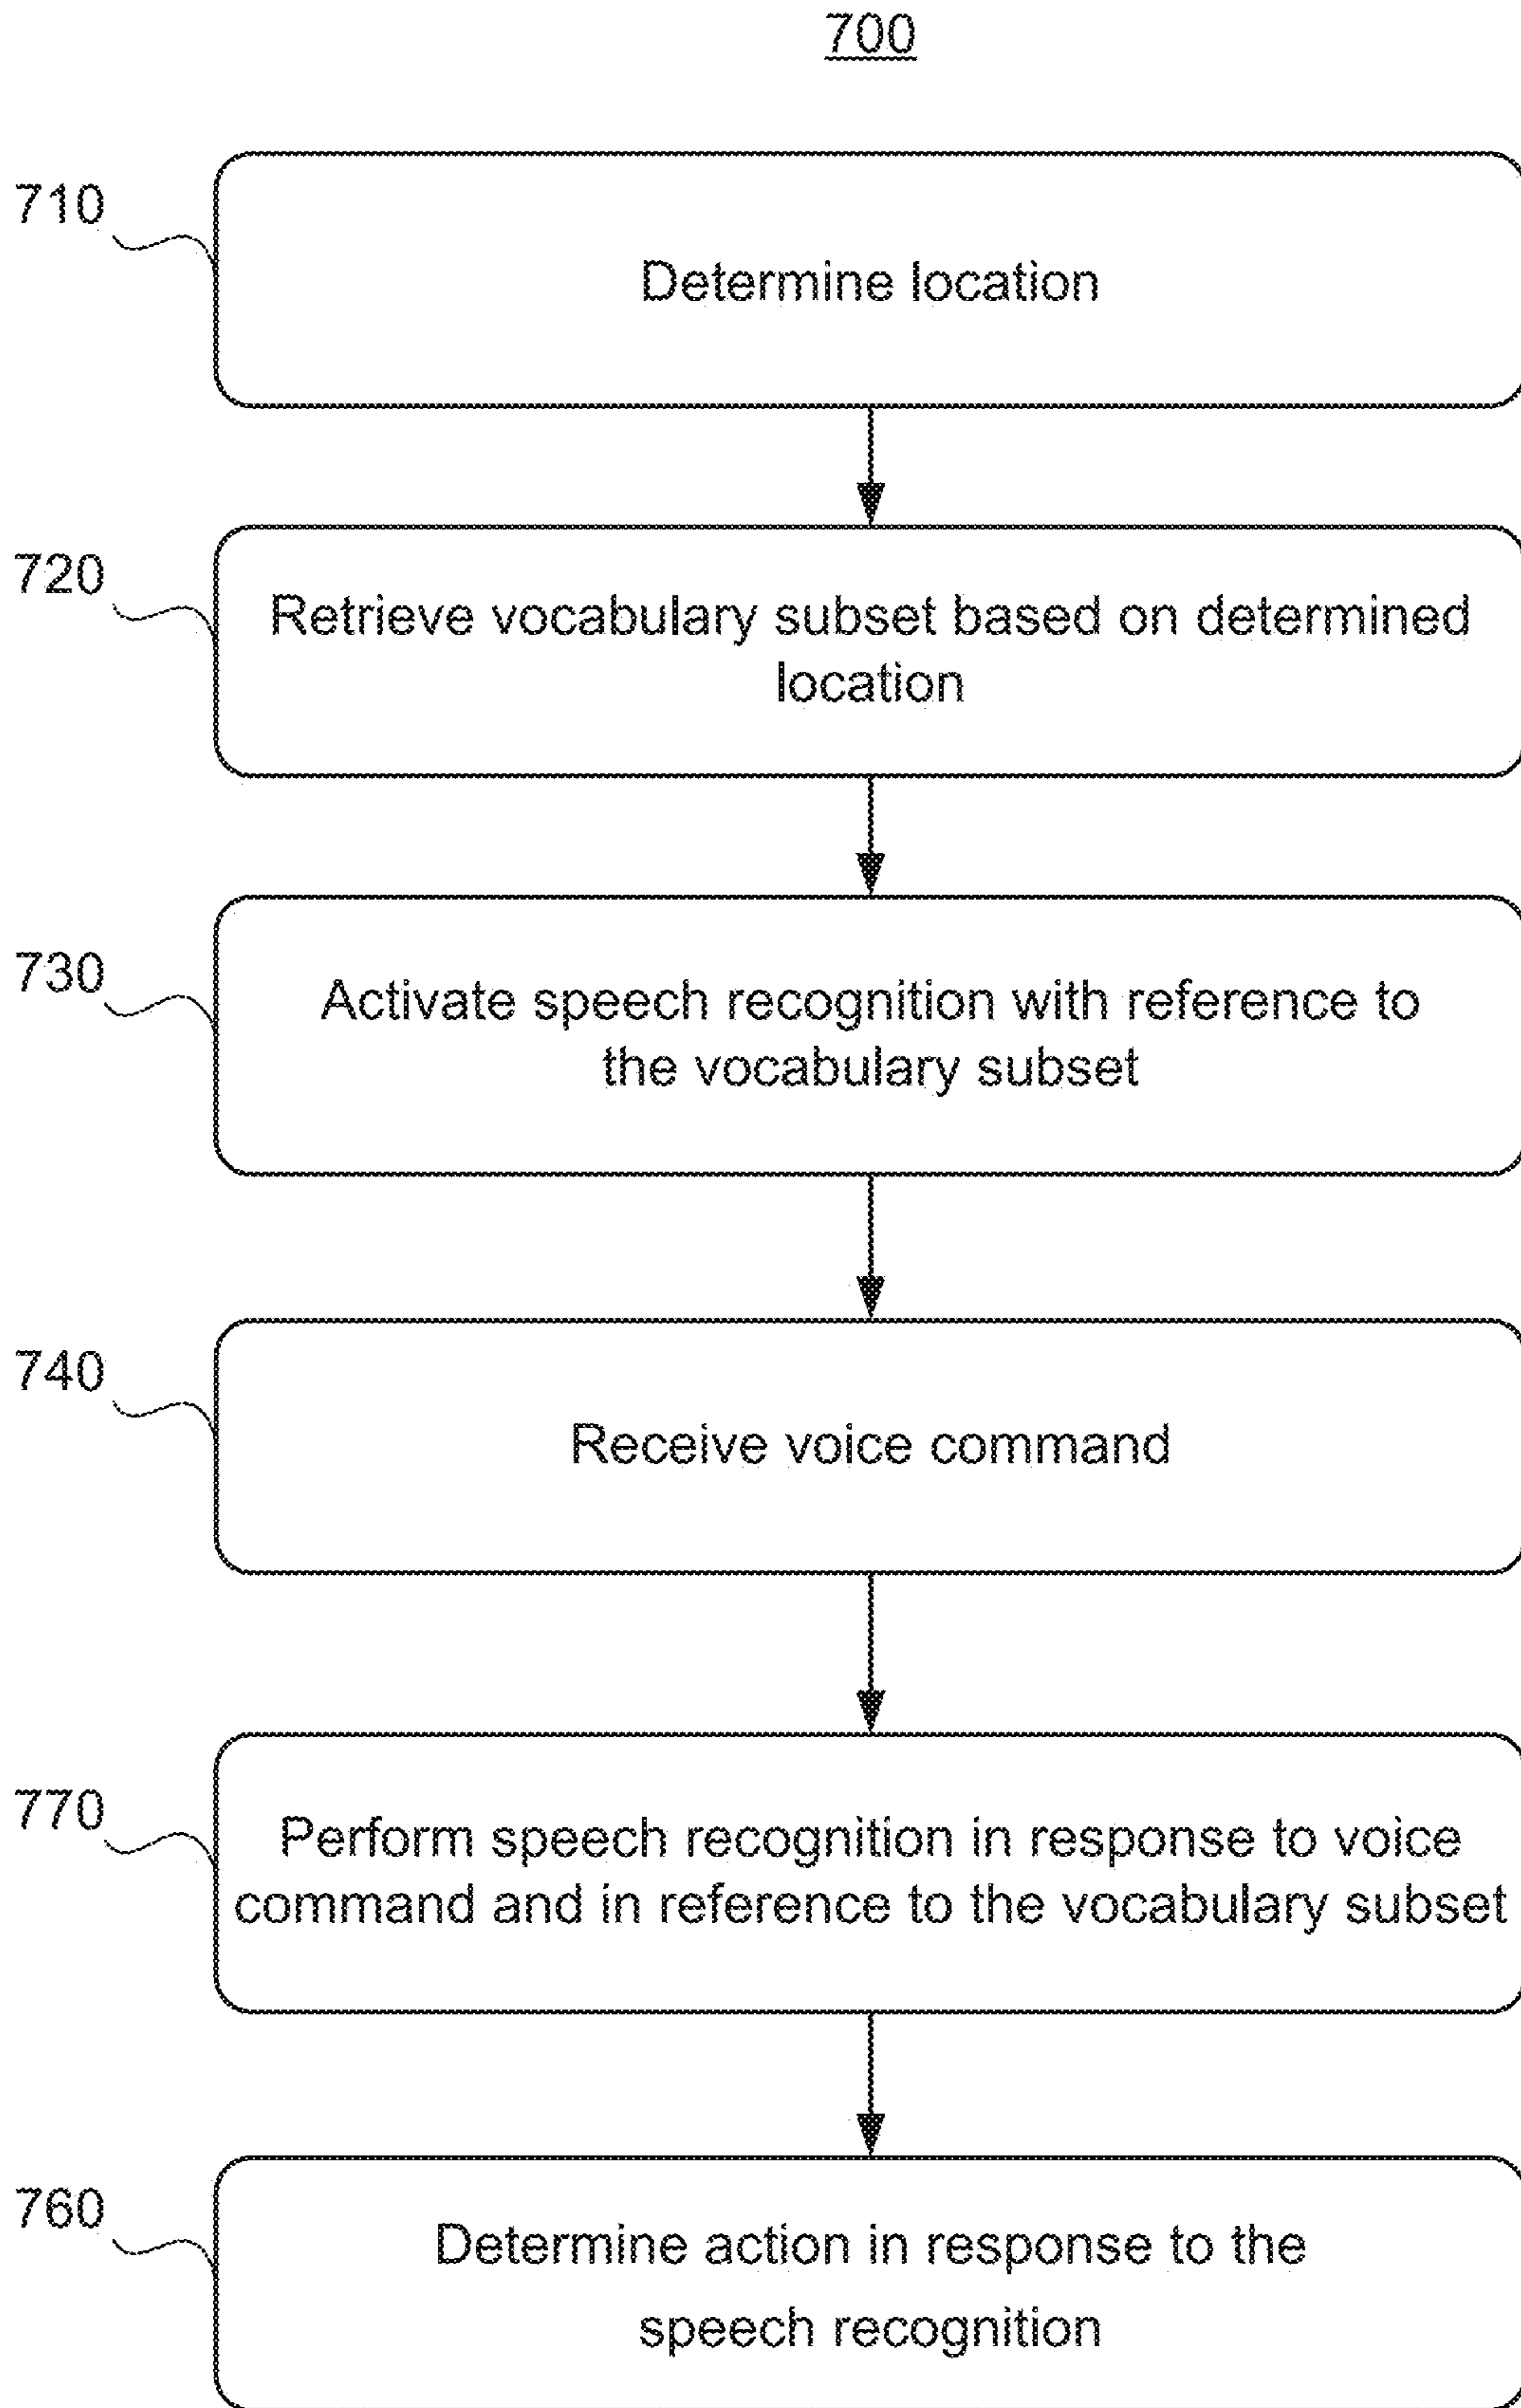 700
710
Determine location
720
Retrieve vocabulary subset based on determined
location
730
Activate speech recognition with reference to
the vocabulary subset
740
Receive voice command
770
Perform speech recognition in response to voice
command and in reference to the vocabulary subset
760
Determine action in response to the
speech recognition